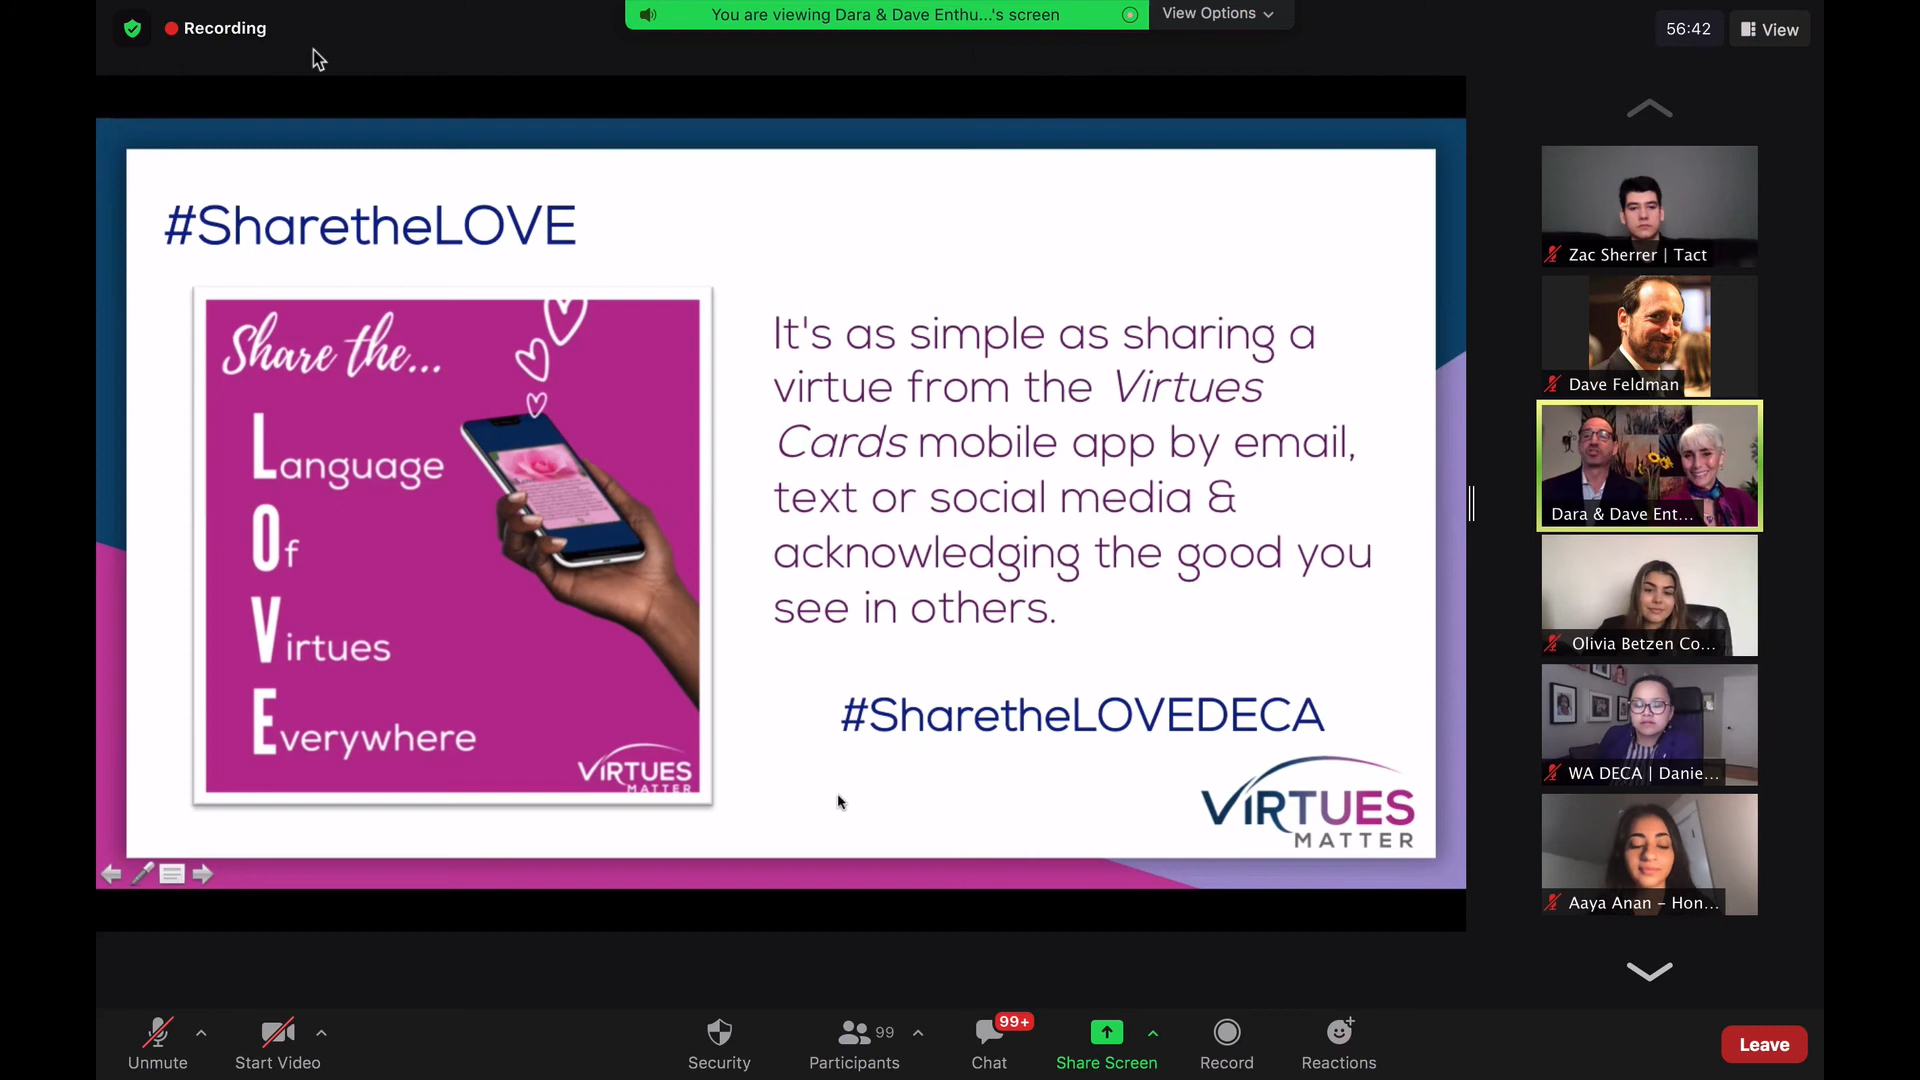 Recording
You are viewing Dara & Dave Enthu...'s screen
View Options
56:42
View
#SharetheLOVE
Share the...
Language
Of
Virtues
Everywhere
VIRTUES
MATTER
It's as simple as sharing a
virtue from the Virtues
Cards mobile app by email,
text or social media &
acknowledging the good you
see in others.
#SharetheLOVEDECA
VIRTUES
MATTER
Zac Sherrer | Tact
Dave Feldman
Dara & Dave Ent...
Olivia Betzen Co...
WA DECA | Danie...
Aaya Anan – Hon...
Unmute
Start Video
Security
99
Participants
99+
Chat
Share Screen
Record
Reactions
Leave